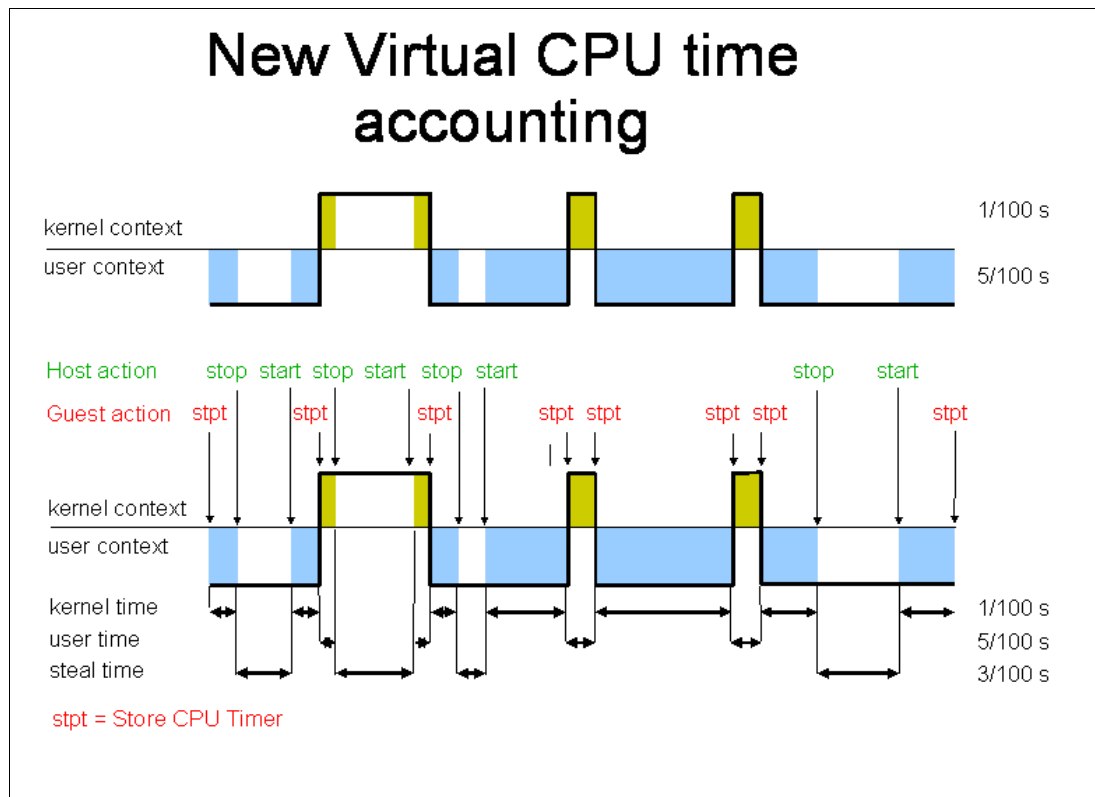 New Virtual CPU time
accounting
kernel context
1/100 s
user context
5/100 s
Host action stop start stop start stop start stop start
Guest action stpt stpt stpt stpt stpt stpt stpt stpt
kernel context
user context
kernel time
1/100 s
user time
5/100 s
steal time
3/100 s
stpt = Store CPU Timer